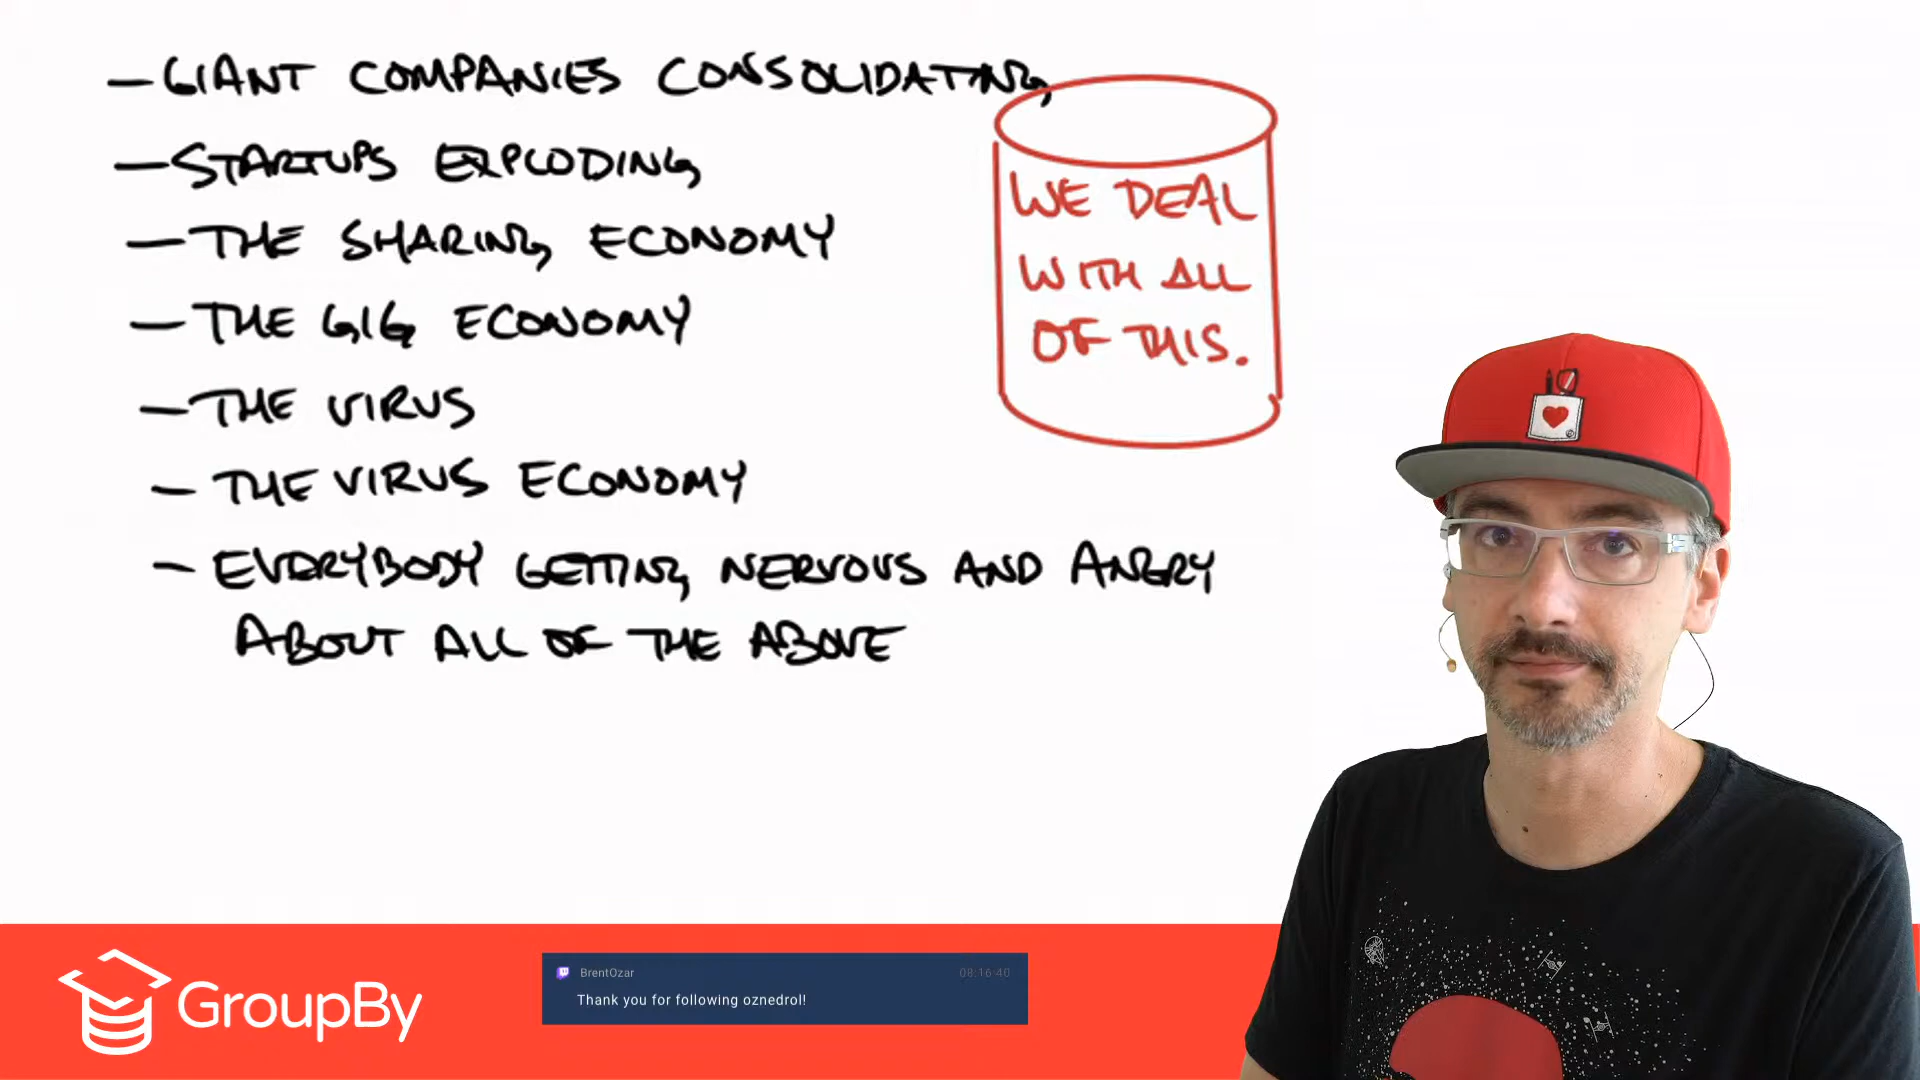 – GIANT COMPANIES CONSOLIDATING
– STARTUPS EXPLODING
– THE SHARING ECONOMY
– THE GIG ECONOMY
– THE VIRUS
– THE VIRUS ECONOMY
– EVERYBODY GETTING NERVOUS AND ANGRY
ABOUT ALL OF THE ABOVE
WE DEAL
WITH ALL
OF THIS.
GroupBy
BrentOzar 08:16:40
Thank you for following oznedrol!